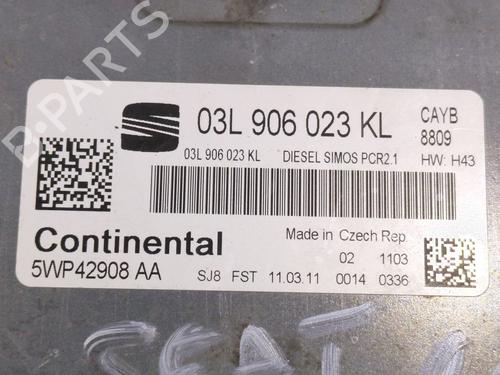 B-PARTS
03L 906 023 KL
CAYB
8809
03L 906 023 KL DIESEL SIMOS PCR2.1 HW: H43
Continental
Made in Czech Rep.
02 1103
5WP42908 AA
SJ8 FST 11.03.11 0014 0336
SEAT